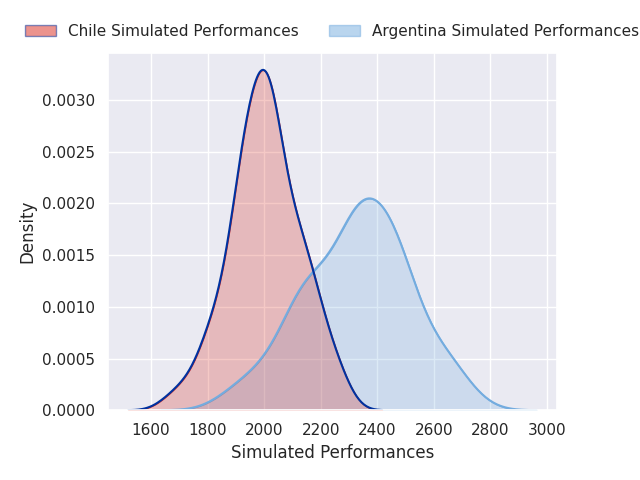 Chile Simulated Performances Argentina Simulated Performances
0.0030
0.0025
0.0020
0.0015
0.0010
0.0005
0.0000
Density
1600 1800 2000 2200 2400 2600 2800 3000
Simulated Performances